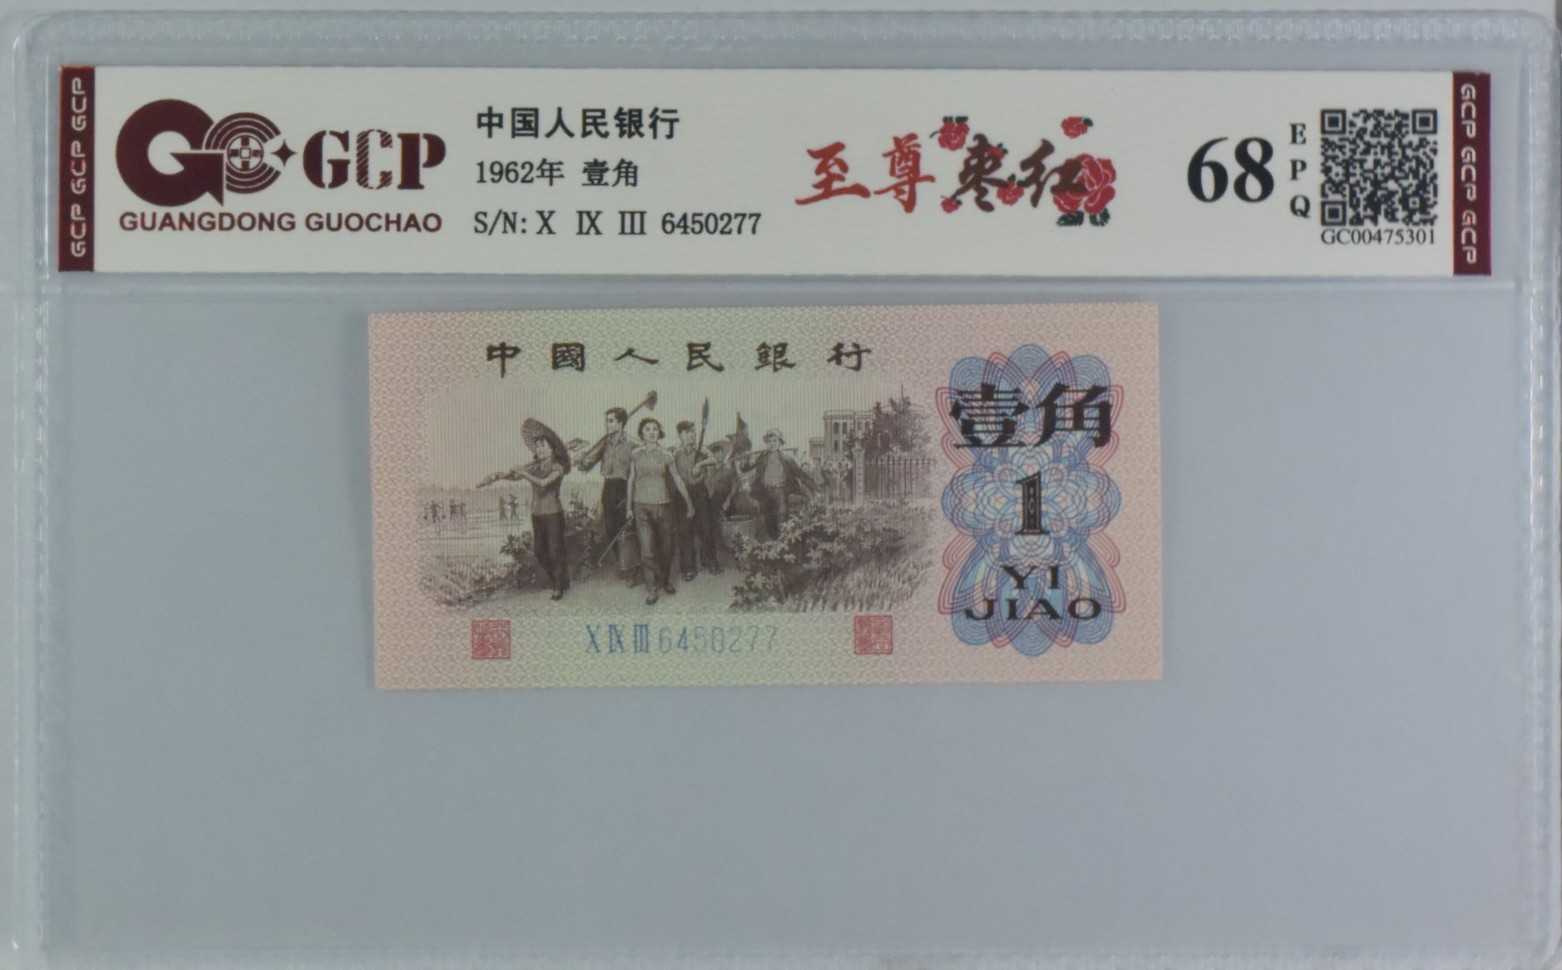 GCP GCP GCP
GCP
GUANGDONG GUOCHAO
中国人民银行
1962年 壹角
S/N: X IX III 6450277
至尊枣红
68
EPQ
GC00475301
GCP GCP GCP
中國人民銀行
壹角
1
YI
JIAO
X IX III 6450277